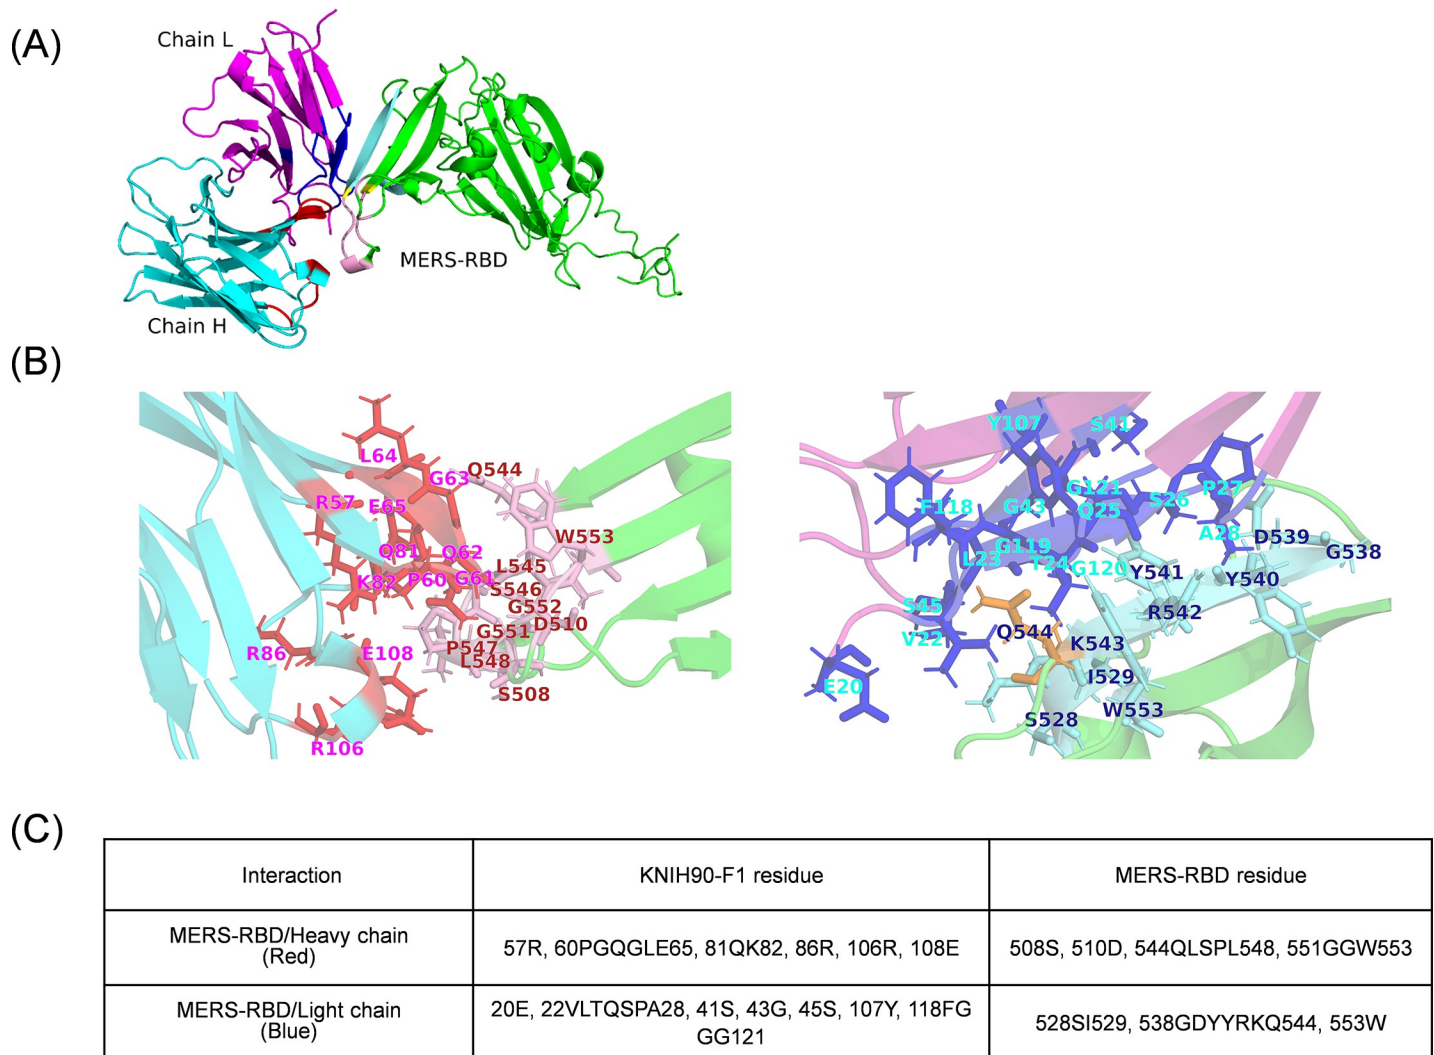 (A)
Chain L
MERS-RBD
Chain H
(B)
L64
G63
Q544
R57
E65
W553
Q81
Q62
L545
K82
P60
G61
S546
G552
D510
G551
P547
R86
E108
L548
S508
R106
Y107
S41
G121
P27
F118
G43
Q25
S26
A28
D539
G538
G119
L23
T24
G120
Y541
Y540
S45
R542
V22
Q544
K543
E20
I529
S528
W553
(C)
Interaction
KNIH90-F1 residue
MERS-RBD residue
MERS-RBD/Heavy chain
(Red)
57R, 60PGQGLE65, 81QK82, 86R, 106R, 108E
508S, 510D, 544QLSPL548, 551GGW553
MERS-RBD/Light chain
(Blue)
20E, 22VLTQSPA28, 41S, 43G, 45S, 107Y, 118FG
GG121
528SI529, 538GDYYRKQ544, 553W